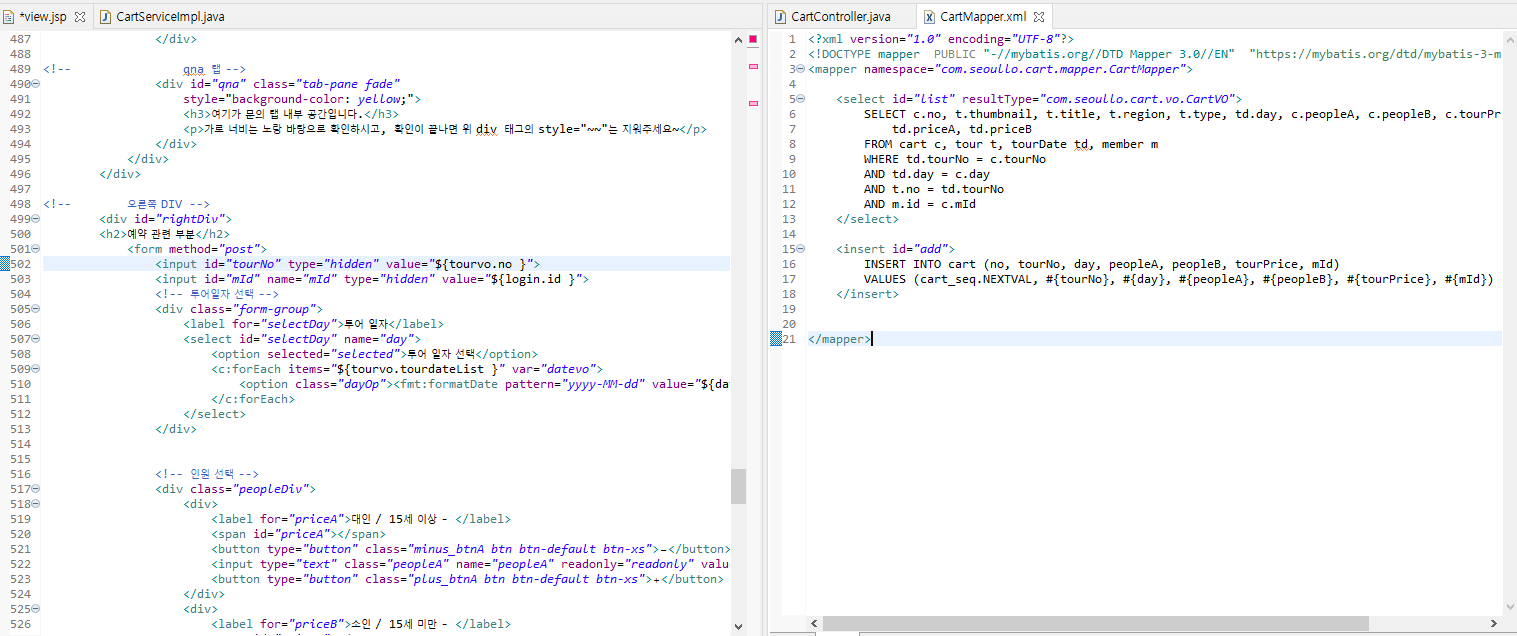 *view.jsp
CartServiceImpl.java
487 </div>
488
489 <!-- qna 탭 -->
490 <div id="qna" class="tab-pane fade"
491 style="background-color: yellow;">
492 <h3>여기가 문의 탭 내부 공간입니다.</h3>
493 <p>가로 너비는 노랑 바탕으로 확인하시고, 확인이 끝나면 위 div 태그의 style="~~"는 지워주세요~</p>
494 </div>
495 </div>
496 </div>
497
498 <!-- 오른쪽 DIV -->
499 <div id="rightDiv">
500 <h2>예약 관련 부분</h2>
501 <form method="post">
502 <input id="tourNo" type="hidden" value="${tourvo.no }">
503 <input id="mId" name="mId" type="hidden" value="${login.id }">
504 <!-- 투어일자 선택 -->
505 <div class="form-group">
506 <label for="selectDay">투어 일자</label>
507 <select id="selectDay" name="day">
508 <option selected="selected">투어 일자 선택</option>
509 <c:forEach items="${tourvo.tourdateList }" var="datevo">
510 <option class="dayOp"><fmt:formatDate pattern="yyyy-MM-dd" value="${da
511 </c:forEach>
512 </select>
513 </div>
514
515
516 <!-- 인원 선택 -->
517 <div class="peopleDiv">
518 <div>
519 <label for="priceA">대인 / 15세 이상 - </label>
520 <span id="priceA"></span>
521 <button type="button" class="minus_btnA btn btn-default btn-xs">-</button>
522 <input type="text" class="peopleA" name="peopleA" readonly="readonly" valu
523 <button type="button" class="plus_btnA btn btn-default btn-xs">+</button>
524 </div>
525 <div>
526 <label for="priceB">소인 / 15세 미만 - </label>
CartController.java
CartMapper.xml
1 <?xml version="1.0" encoding="UTF-8"?>
2 <!DOCTYPE mapper PUBLIC "-//mybatis.org//DTD Mapper 3.0//EN" "https://mybatis.org/dtd/mybatis-3-m
3 <mapper namespace="com.seoullo.cart.mapper.CartMapper">
4
5 <select id="list" resultType="com.seoullo.cart.vo.CartVO">
6 SELECT c.no, t.thumbnail, t.title, t.region, t.type, td.day, c.peopleA, c.peopleB, c.tourPr
7 td.priceA, td.priceB
8 FROM cart c, tour t, tourDate td, member m
9 WHERE td.tourNo = c.tourNo
10 AND td.day = c.day
11 AND t.no = td.tourNo
12 AND m.id = c.mId
13 </select>
14
15 <insert id="add">
16 INSERT INTO cart (no, tourNo, day, peopleA, peopleB, tourPrice, mId)
17 VALUES (cart_seq.NEXTVAL, #{tourNo}, #{day}, #{peopleA}, #{peopleB}, #{tourPrice}, #{mId})
18 </insert>
19
20
21 </mapper>